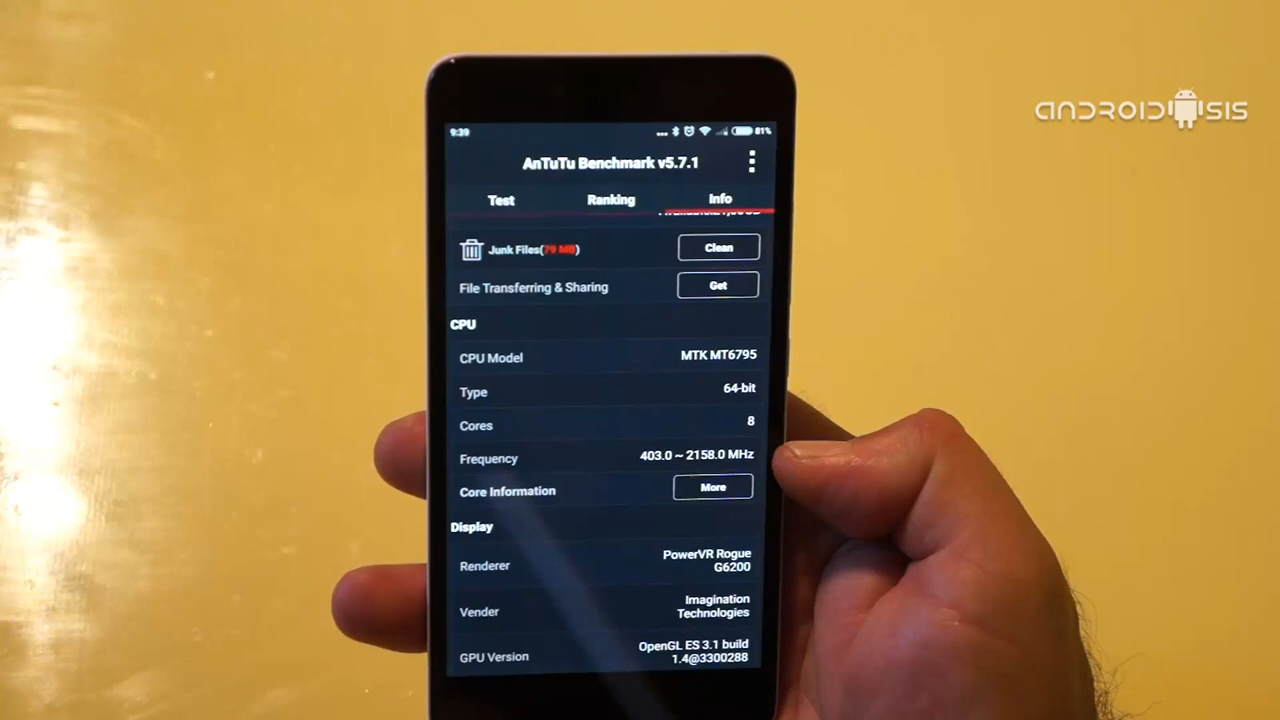 ANDROIDSIS
9:39
81%
AnTuTu Benchmark v5.7.1
Test Ranking Info
Junk Files(79 MB) Clean
File Transferring & Sharing Get
CPU
CPU Model MTK MT6795
Type 64-bit
Cores 8
Frequency 403.0 ~ 2158.0 MHz
Core Information More
Display
Renderer PowerVR Rogue
G6200
Vender Imagination
Technologies
GPU Version OpenGL ES 3.1 build
1.4@3300288